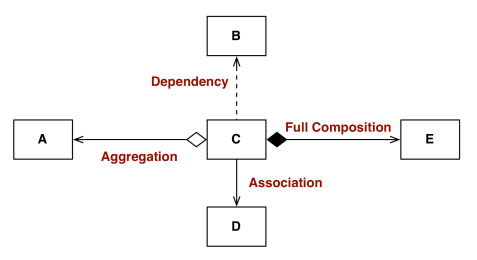 B
Dependency
Full Composition
A
C
E
Aggregation
Association
D